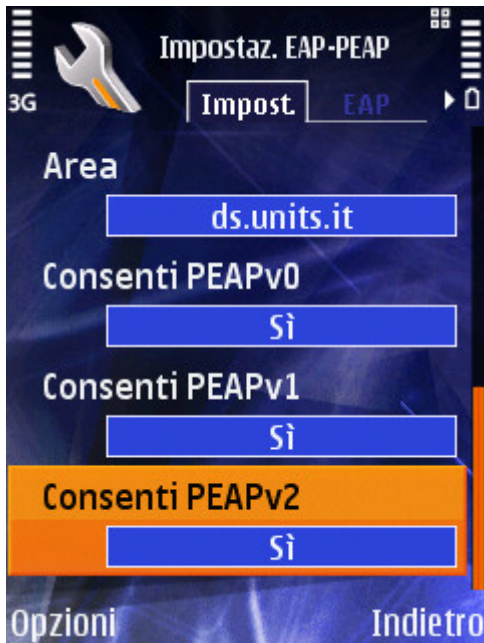 Impostaz. EAP-PEAP
3G
Impost. EAP
Area
ds.units.it
Consenti PEAPv0
Sì
Consenti PEAPv1
Sì
Consenti PEAPv2
Sì
Opzioni Indietro